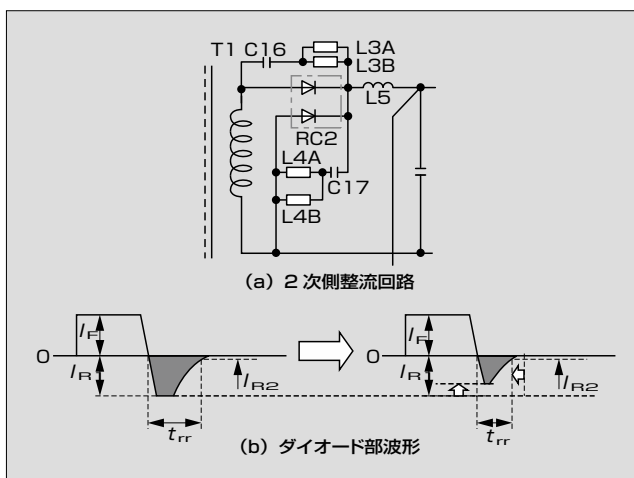 T1 C16
L3A
L3B
L5
RC2
L4A
C17
L4B
(a) 2 次側整流回路
I_F
0
I_R
I_R2
t_rr
I_F
0
I_R
I_R2
t_rr
(b) ダイオード部波形